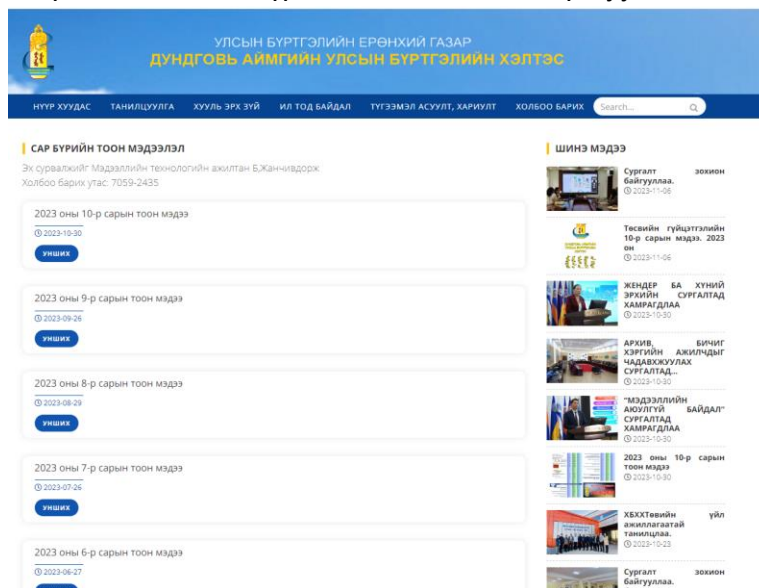 УЛСЫН БҮРТГЭЛИЙН ЕРӨНХИЙ ГАЗАР
ДУНДГОВЬ АЙМГИЙН УЛСЫН БҮРТГЭЛИЙН ХЭЛТЭС
НҮҮР ХУУДАС ТАНИЛЦУУЛГА ХУУЛЬ ЭРХ ЗҮЙ ИЛ ТОД БАЙДАЛ ТҮГЭЭМЭЛ АСУУЛТ, ХАРИУЛТ ХОЛБОО БАРИХ Search...
САР БҮРИЙН ТООН МЭДЭЭЛЭЛ
Эх сурвалжийг Мэдээллийн технологийн ажилтан Б.Жанчивдорж
Холбоо барих утас: 7059-2435
2023 оны 10-р сарын тоон мэдээ
2023-10-30
УНШИХ
2023 оны 9-р сарын тоон мэдээ
2023-09-26
УНШИХ
2023 оны 8-р сарын тоон мэдээ
2023-08-29
УНШИХ
2023 оны 7-р сарын тоон мэдээ
2023-07-26
УНШИХ
2023 оны 6-р сарын тоон мэдээ
2023-06-27
ШИНЭ МЭДЭЭ
Сургалт зохион
байгууллаа.
2023-11-06
Төсвийн гүйцэтгэлийн
10-р сарын мэдээ. 2023
он
2023-11-06
ЖЕНДЕР БА ХҮНИЙ
ЭРХИЙН СУРГАЛТАД
ХАМРАГДЛАА
2023-10-30
АРХИВ, БИЧИГ
ХЭРГИЙН АЖИЛЧДЫГ
ЧАДАВХЖУУЛАХ
СУРГАЛТАД...
2023-10-30
"МЭДЭЭЛЛИЙН
АЮУЛГҮЙ БАЙДАЛ"
СУРГАЛТАД
ХАМРАГДЛАА
2023-10-30
2023 оны 10-р сарын
тоон мэдээ
2023-10-30
ХБХХТөвийн үйл
ажиллагаатай
танилцлаа.
2023-10-25
Сургалт зохион
байгууллаа.